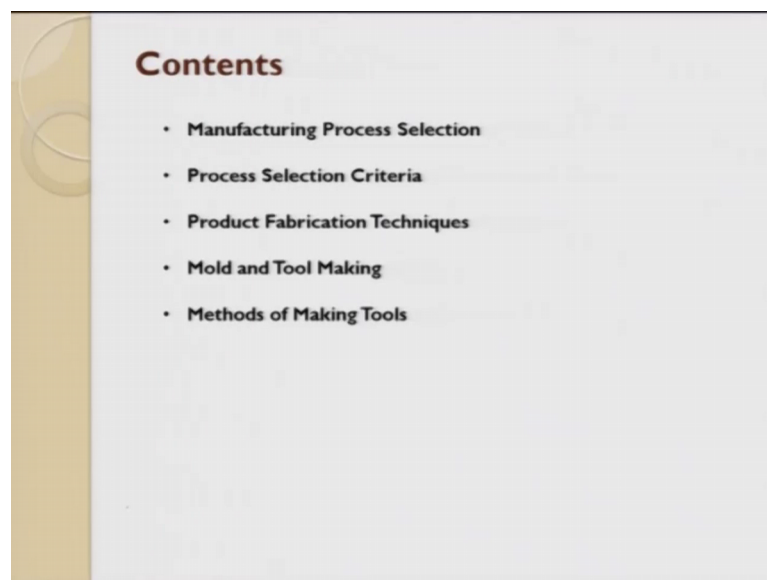 Contents
• Manufacturing Process Selection
• Process Selection Criteria
• Product Fabrication Techniques
• Mold and Tool Making
• Methods of Making Tools